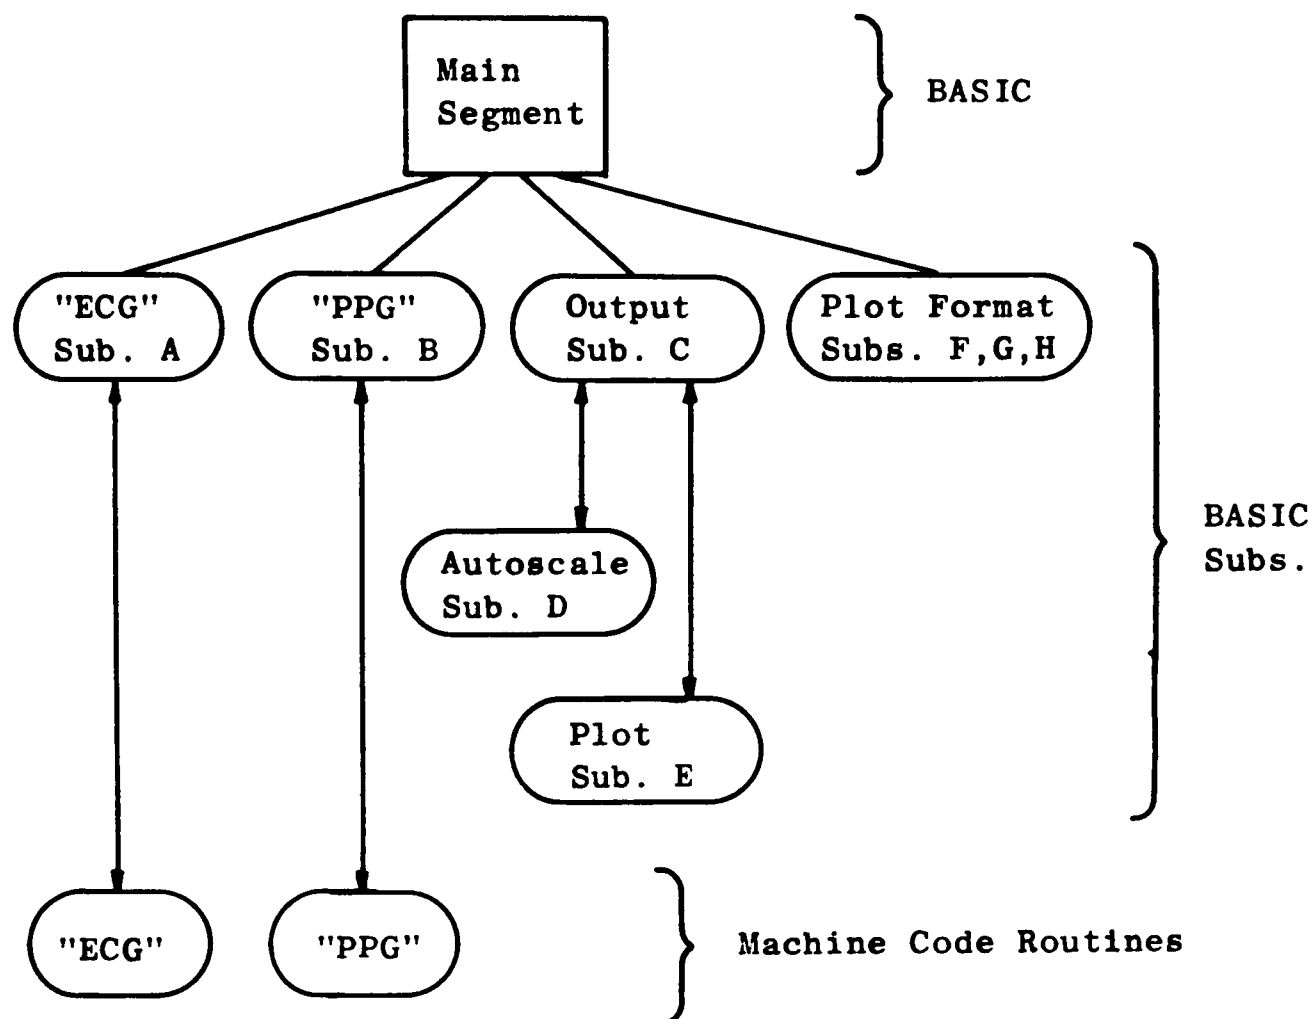 Main
Segment
BASIC
"ECG"
Sub. A
"PPG"
Sub. B
Output
Sub. C
Plot Format
Subs. F,G,H
Autoscale
Sub. D
BASIC
Subs.
Plot
Sub. E
"ECG"
"PPG"
Machine Code Routines